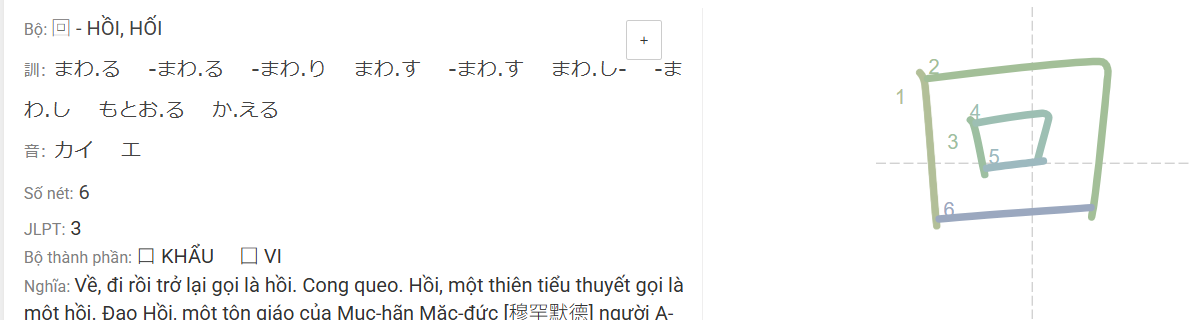 Bộ: 回 - HỒI, HỐI
+
訓: まわ.る -まわ.る -まわ.り まわ.す -まわ.す まわ.し- -ま
わ.し もとお.る か.える
音: カイ エ
Số nét: 6
JLPT: 3
Bộ thành phần: 口 KHẨU 囗 VI
Nghĩa: Về, đi rồi trở lại gọi là hồi. Cong queo. Hồi, một thiên tiểu thuyết gọi là
một hồi. Đạo Hồi, một tôn giáo của Mục-hãn Mặc-đức [穆罕默德] người A-
回
1
2
3
4
5
6